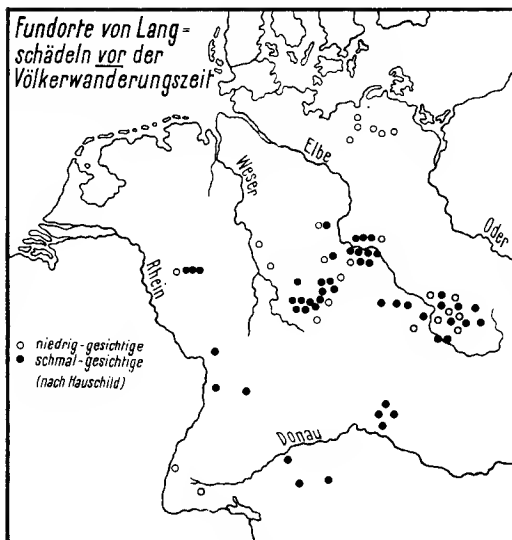 Fundorte von Lang-
schädeln vor der
Völkerwanderungszeit
Elbe
Weser
Oder
Rhein
niedrig-gesichtige
schmal-gesichtige
(nach Hauschild)
Donau